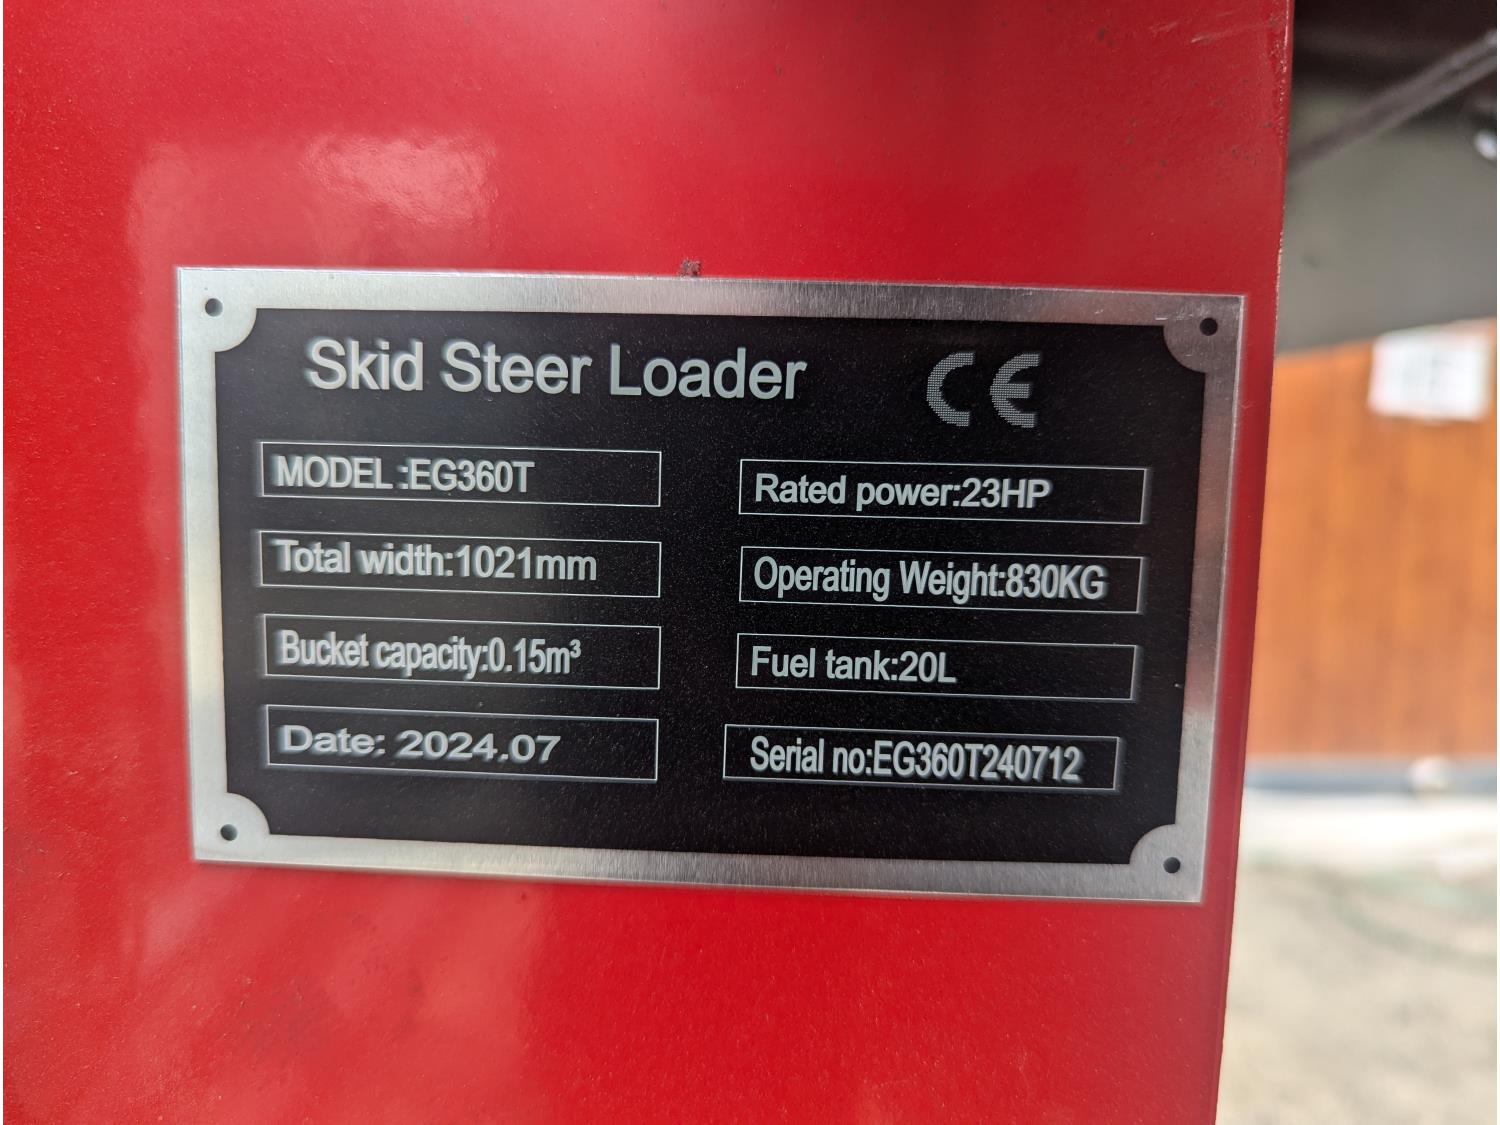 Skid Steer Loader CE
MODEL :EG360T
Rated power:23HP
Total width:1021mm
Operating Weight:830KG
Bucket capacity:0.15m³
Fuel tank:20L
Date: 2024.07
Serial no:EG360T240712